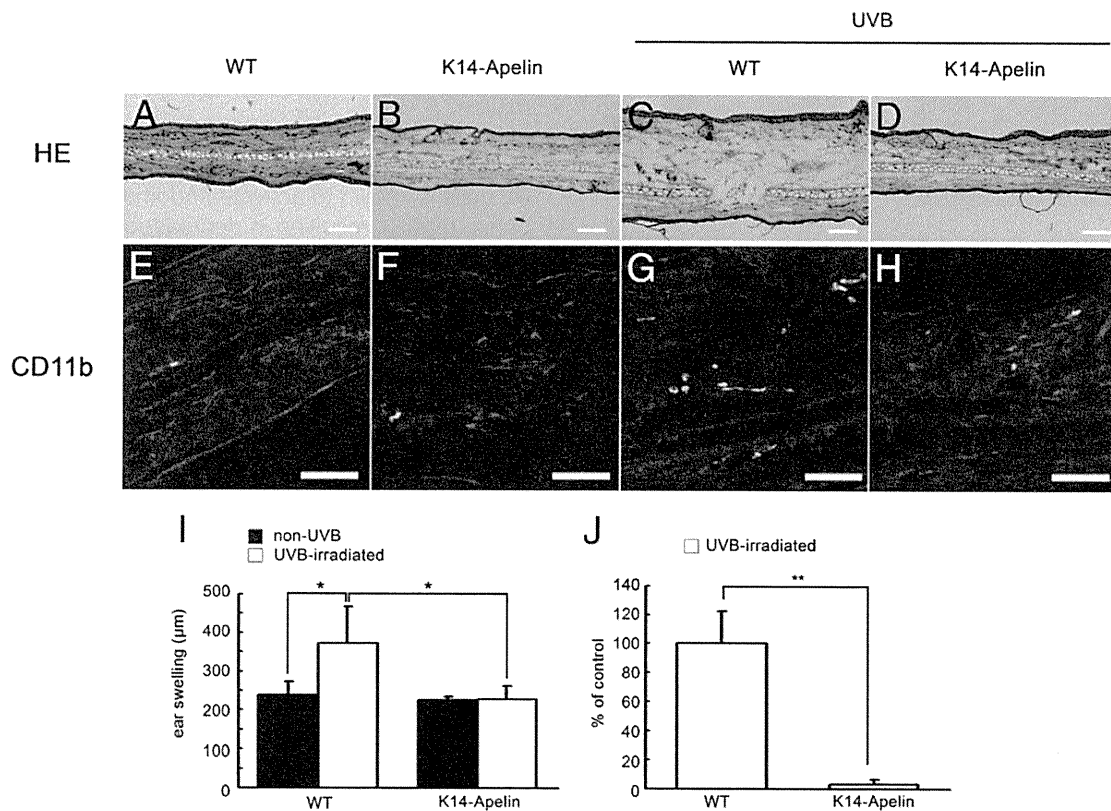 UVB
WT
K14-Apelin
WT
K14-Apelin
HE
A
B
C
D
CD11b
E
F
G
H
I
non-UVB
UVB-irradiated
ear swelling (μm)
500
400
300
200
100
0
*
*
WT
K14-Apelin
J
UVB-irradiated
% of control
140
120
100
80
60
40
20
0
**
WT
K14-Apelin